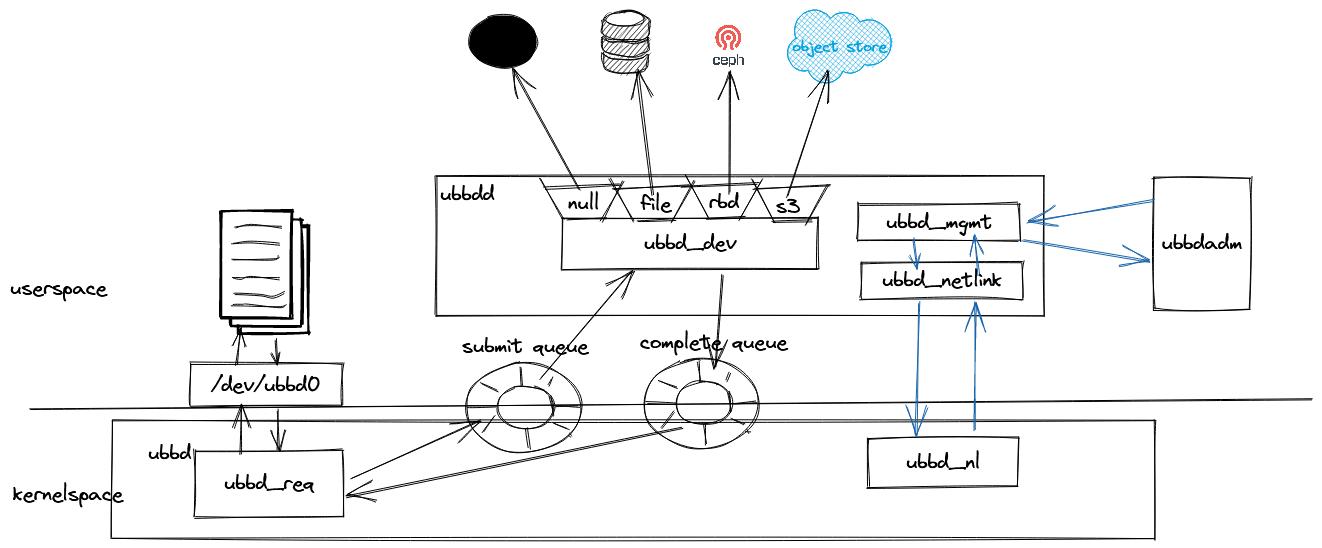 object store
ceph
ubbdd
null
file
rbd
s3
ubbd_mgmt
ubbd_dev
ubbdadm
ubbd_netlink
userspace
submit queue
complete queue
/dev/ubbd0
ubbd
ubbd_nl
ubbd_req
kernelspace